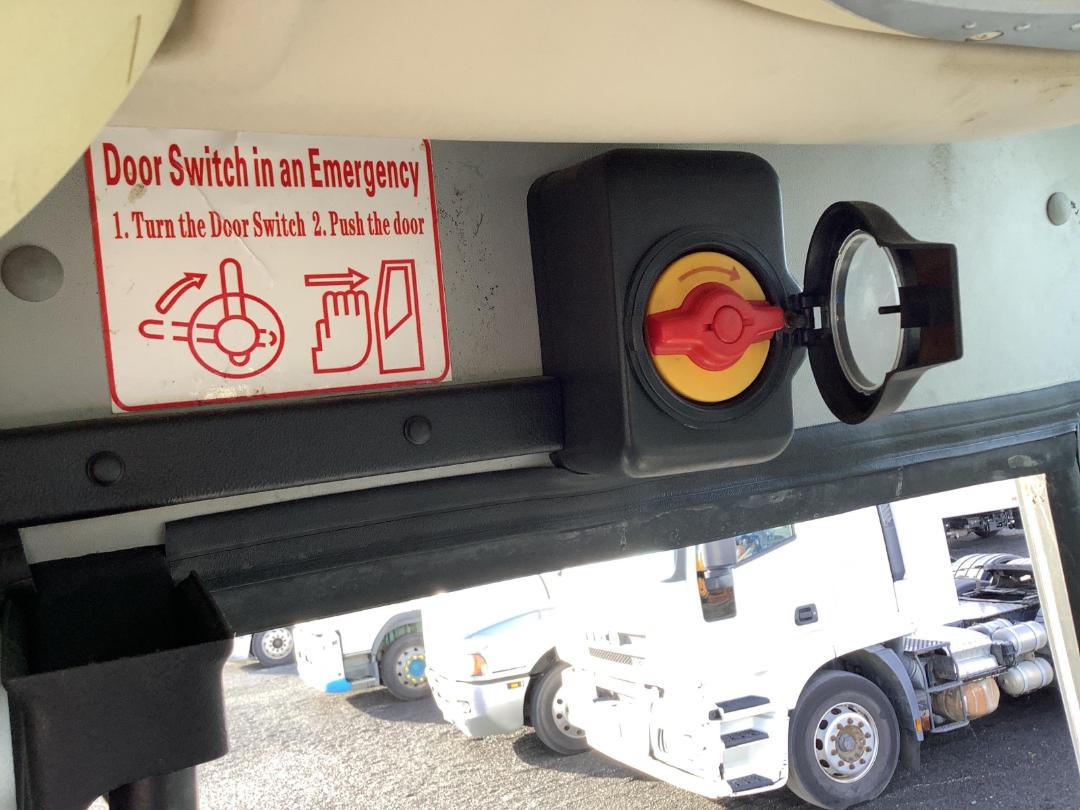 Door Switch in an Emergency
1. Turn the Door Switch 2. Push the door